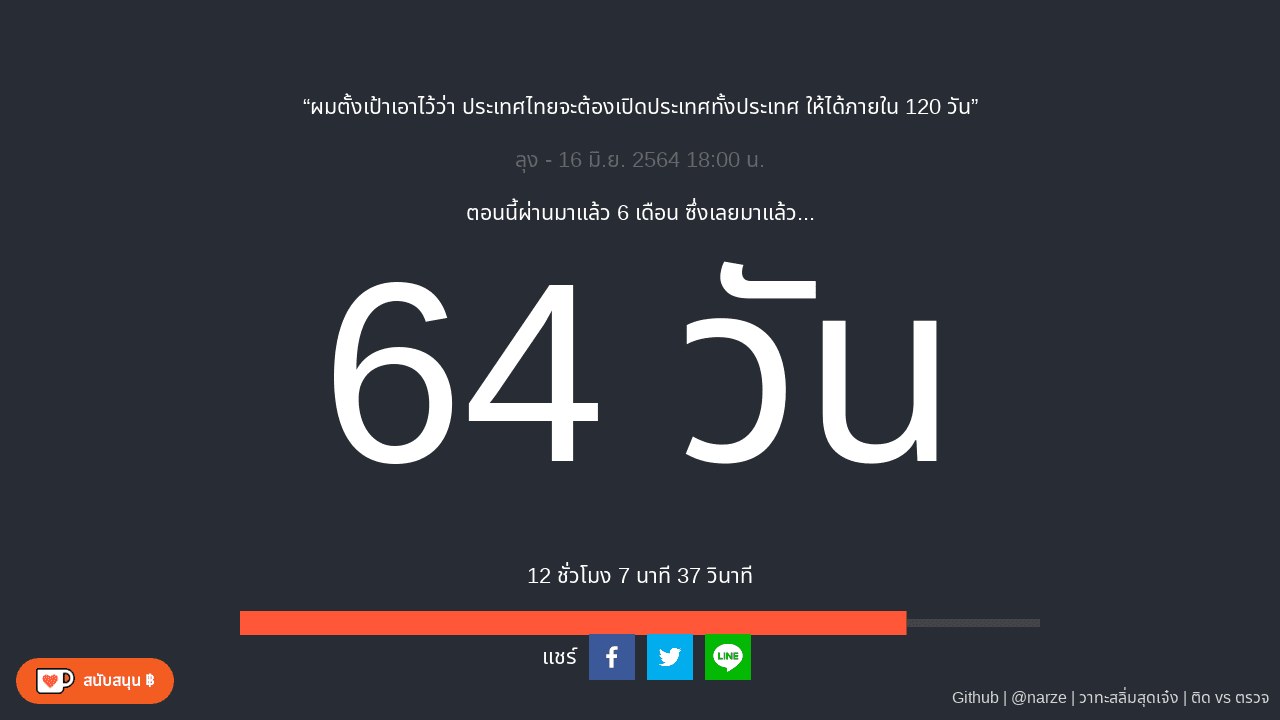 “ผมตั้งเป้าเอาไว้ว่า ประเทศไทยจะต้องเปิดประเทศทั้งประเทศ ให้ได้ภายใน 120 วัน”
ลุง - 16 มิ.ย. 2564 18:00 น.
ตอนนี้ผ่านมาแล้ว 6 เดือน ซึ่งเลยมาแล้ว...
64 วัน
12 ชั่วโมง 7 นาที 37 วินาที
แชร์
LINE
สนับสนุน ฿
Github | @narze | วาทะสลิ่มสุดเจ๋ง | ติด vs ตรวจ